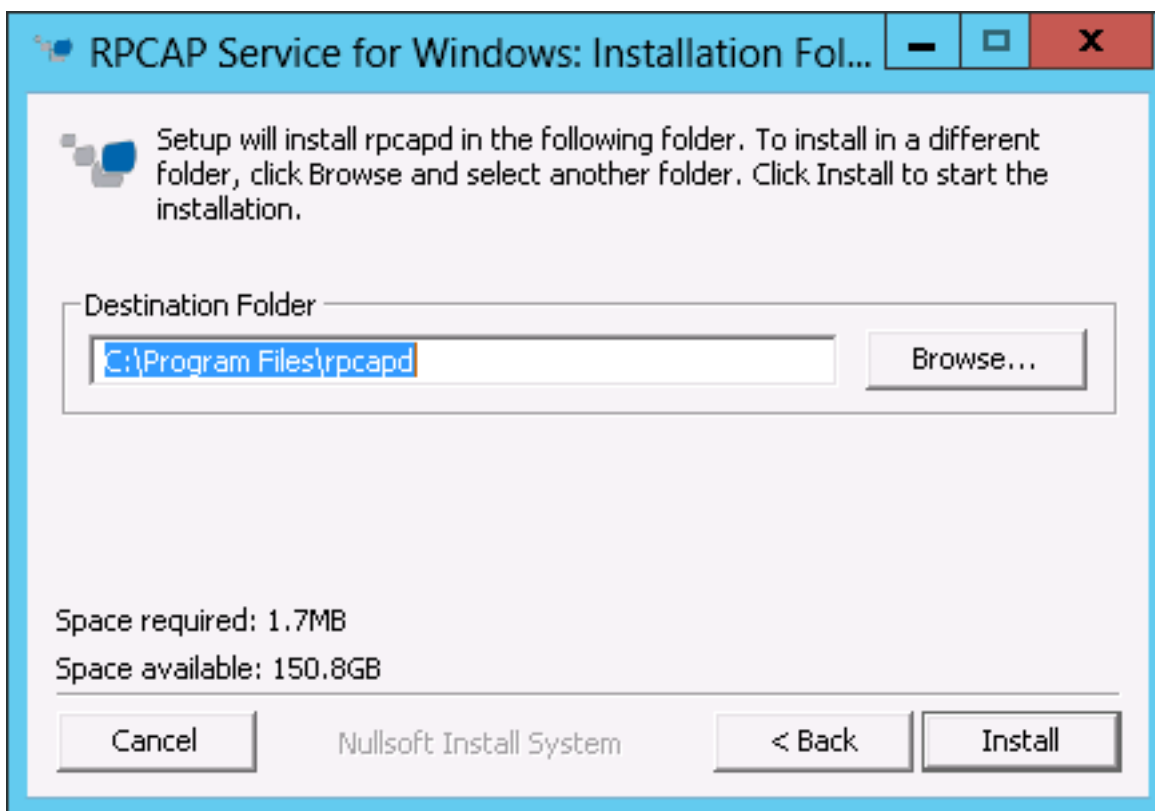 RPCAP Service for Windows: Installation Fol...
Setup will install rpcapd in the following folder. To install in a different
folder, click Browse and select another folder. Click Install to start the
installation.
Destination Folder
C:\Program Files\rpcapd
Browse...
Space required: 1.7MB
Space available: 150.8GB
Cancel
Nullsoft Install System
< Back
Install